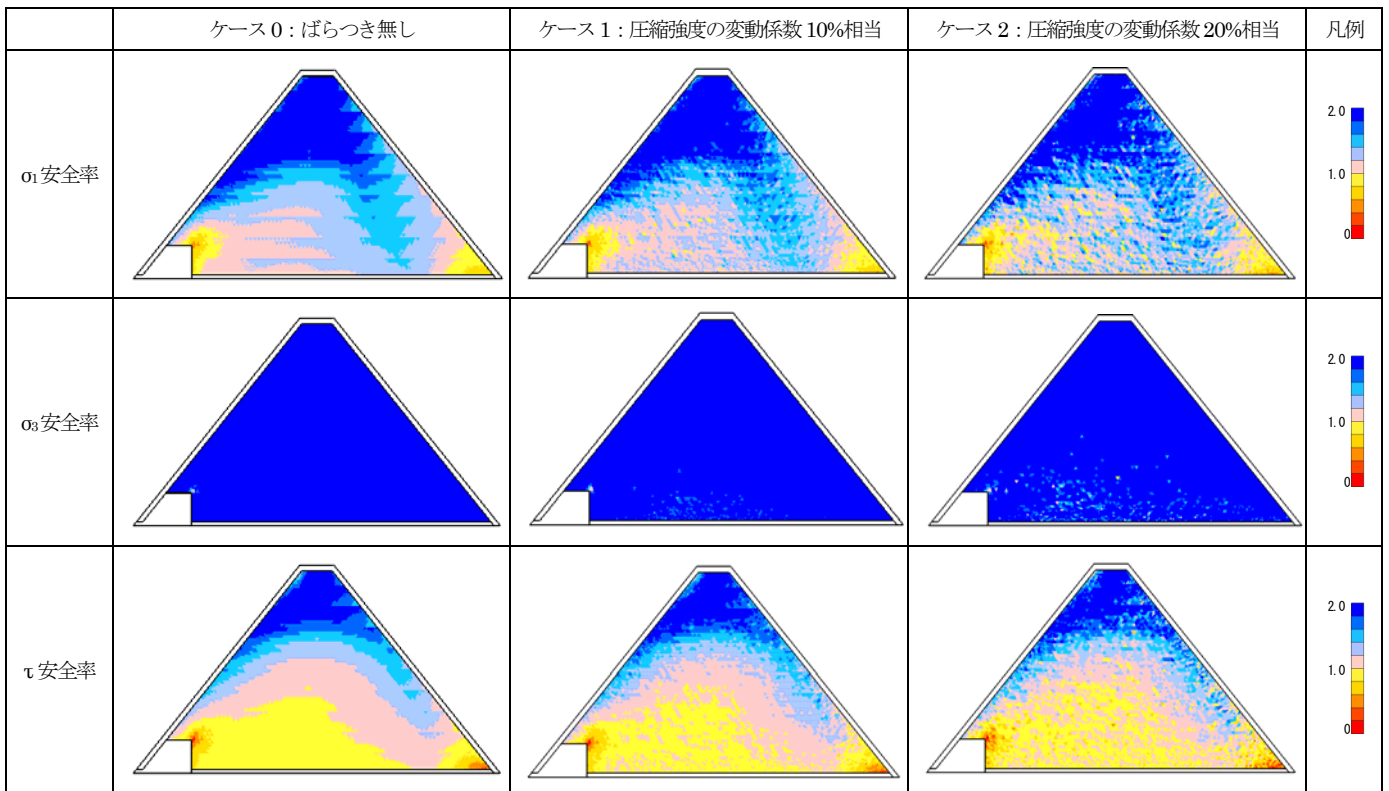 ケース0：ばらつき無し
ケース1：圧縮強度の変動係数10%相当
ケース2：圧縮強度の変動係数20%相当
凡例
σ1安全率
2.0
1.0
0
σ3安全率
2.0
1.0
0
τ安全率
2.0
1.0
0